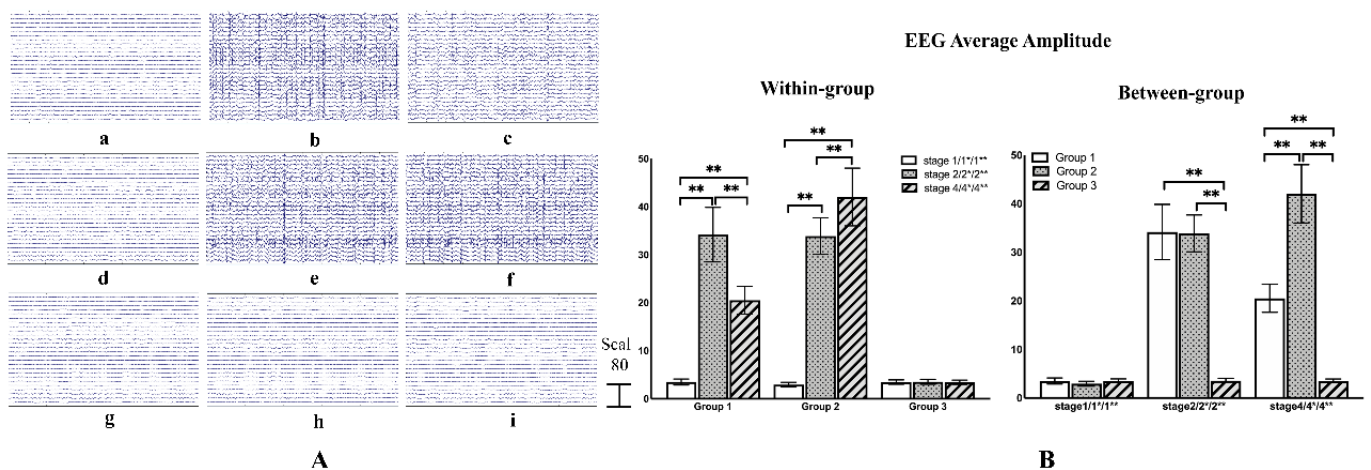 a
b
c
d
e
f
g
h
i
Scal
80
A
EEG Average Amplitude
Within-group
**
**
**
**
**
**
stage 1/1*/1**
stage 2/2*/2**
stage 4/4*/4**
50
40
30
20
10
0
Group 1
Group 2
Group 3
Between-group
Group 1
Group 2
Group 3
**
**
**
**
**
50
40
30
20
10
0
stage1/1*/1**
stage2/2*/2**
stage4/4*/4**
B